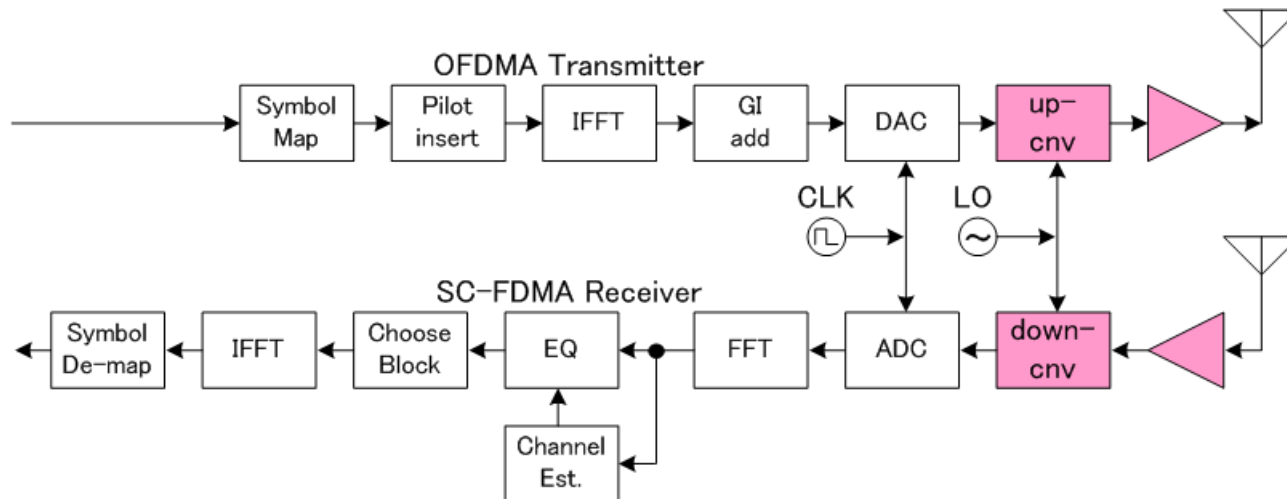 OFDMA Transmitter
Symbol
Map
Pilot
insert
IFFT
GI
add
DAC
up-
cnv
CLK
LO
SC-FDMA Receiver
Symbol
De-map
IFFT
Choose
Block
EQ
FFT
ADC
down-
cnv
Channel
Est.